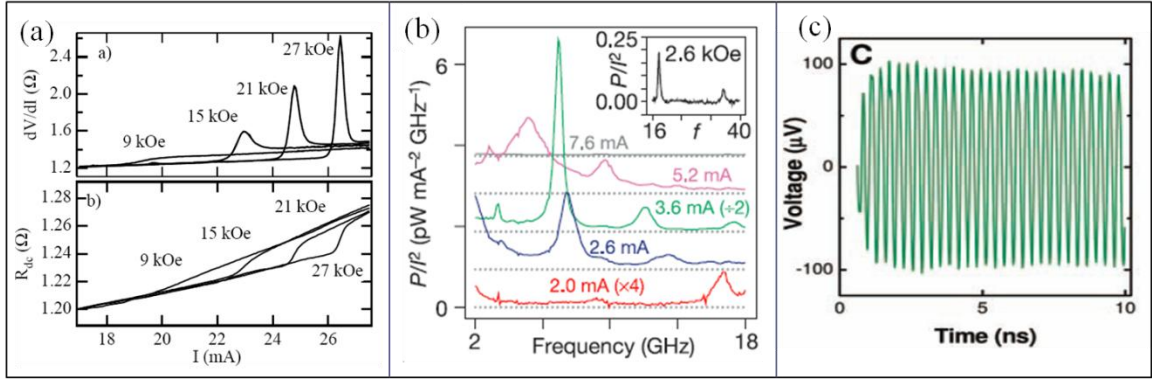 (a)
a)
27 kOe
21 kOe
15 kOe
9 kOe
dV/dI (Ω)
2.4
2.0
1.6
1.2
b)
21 kOe
15 kOe
9 kOe
27 kOe
R_dc (Ω)
1.28
1.26
1.24
1.22
1.20
18 20 22 24 26
I (mA)
(b)
6
0
P/I² (pW mA⁻² GHz⁻¹)
0.25
0.00
P/I²
2.6 kOe
16 f 40
7.6 mA
5.2 mA
3.6 mA (÷2)
2.6 mA
2.0 mA (×4)
2 18
Frequency (GHz)
(c)
C
100
0
-100
Voltage (μV)
0 5 10
Time (ns)